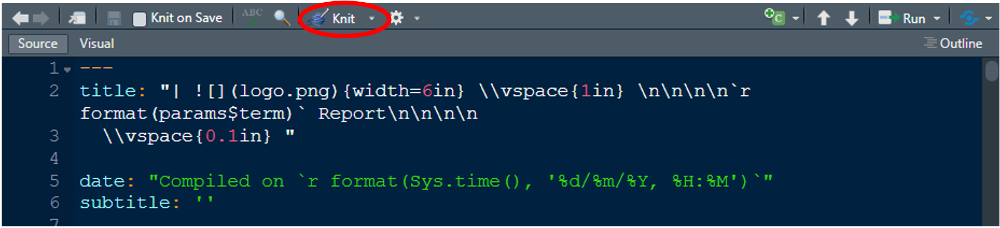 Knit on Save ABC Knit C Run
Source Visual Outline
1 ---
2 title: "| ![](logo.png){width=6in} \\vspace{1in} \n\n\n\n`r
format(params$term)` Report\n\n\n\n
3 \\vspace{0.1in} "
4
5 date: "Compiled on `r format(Sys.time(), '%d/%m/%Y, %H:%M')`"
6 subtitle: ''
7